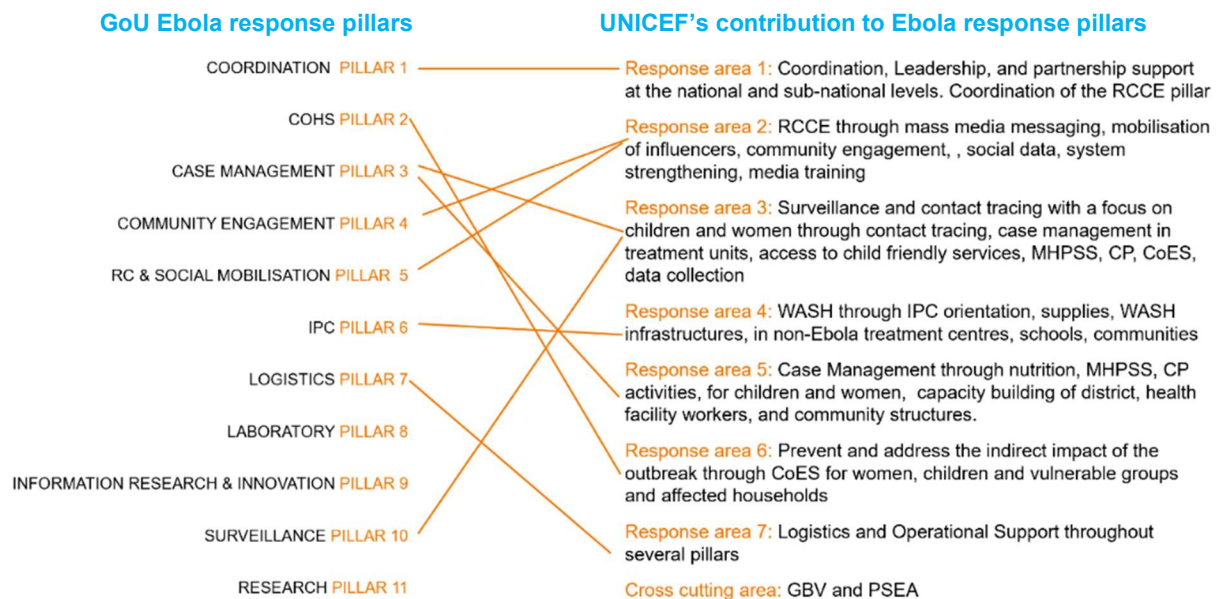 GoU Ebola response pillars
COORDINATION PILLAR 1
COHS PILLAR 2
CASE MANAGEMENT PILLAR 3
COMMUNITY ENGAGEMENT PILLAR 4
RC & SOCIAL MOBILISATION PILLAR 5
IPC PILLAR 6
LOGISTICS PILLAR 7
LABORATORY PILLAR 8
INFORMATION RESEARCH & INNOVATION PILLAR 9
SURVEILLANCE PILLAR 10
RESEARCH PILLAR 11
UNICEF's contribution to Ebola response pillars
Response area 1: Coordination, Leadership, and partnership support
at the national and sub-national levels. Coordination of the RCCE pillar
Response area 2: RCCE through mass media messaging, mobilisation
of influencers, community engagement, , social data, system
strengthening, media training
Response area 3: Surveillance and contact tracing with a focus on
children and women through contact tracing, case management in
treatment units, access to child friendly services, MHPSS, CP, CoES,
data collection
Response area 4: WASH through IPC orientation, supplies, WASH
infrastructures, in non-Ebola treatment centres, schools, communities
Response area 5: Case Management through nutrition, MHPSS, CP
activities, for children and women, capacity building of district, health
facility workers, and community structures.
Response area 6: Prevent and address the indirect impact of the
outbreak through CoES for women, children and vulnerable groups
and affected households
Response area 7: Logistics and Operational Support throughout
several pillars
Cross cutting area: GBV and PSEA